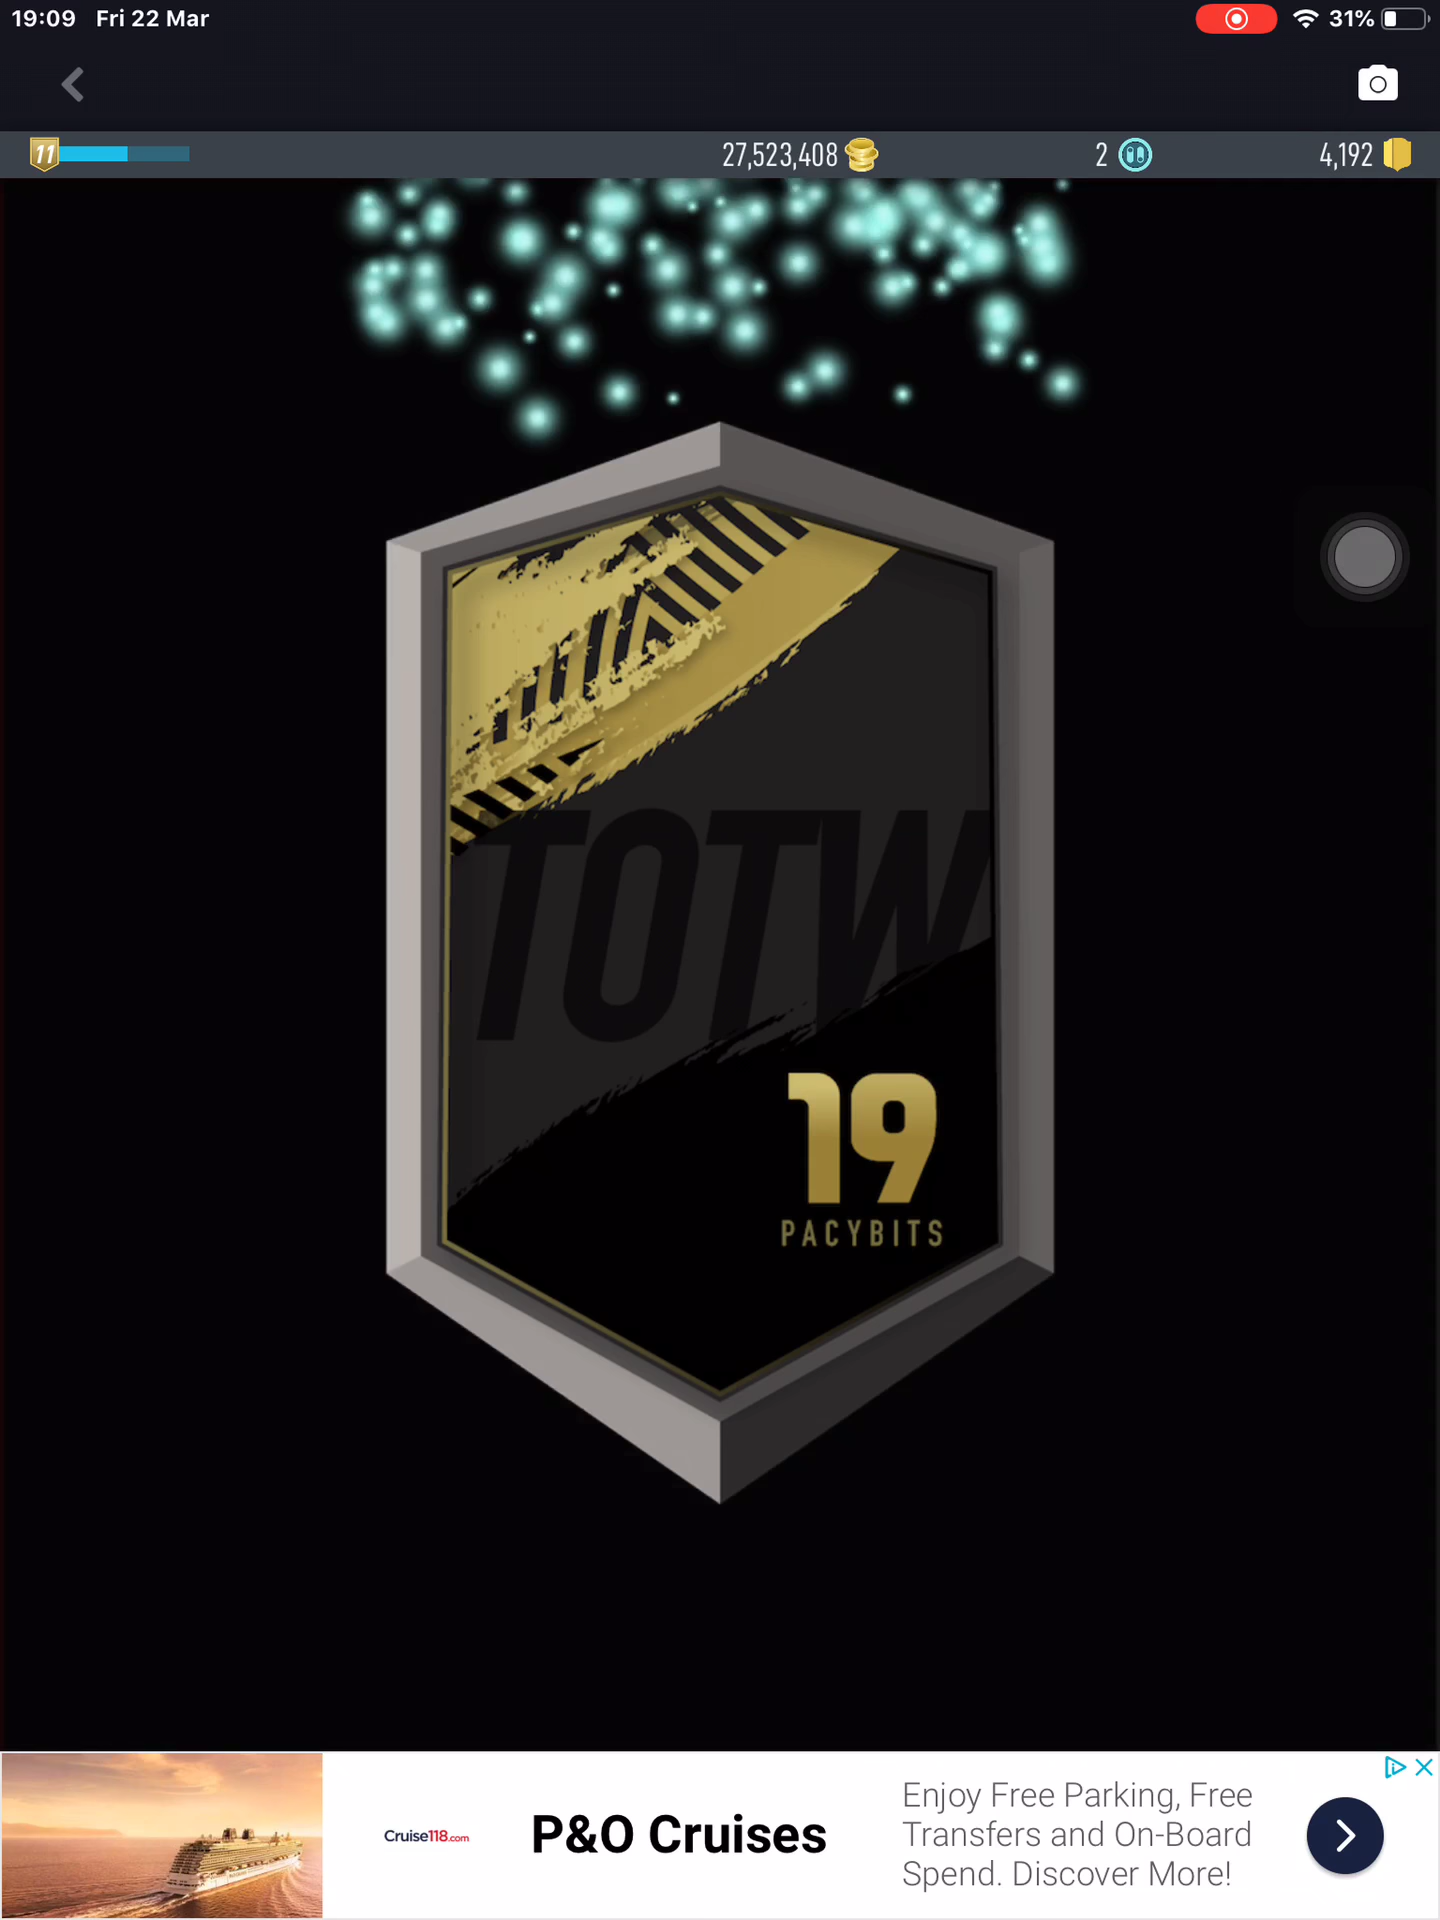 19:09 Fri 22 Mar
31%
11
27,523,408
2
4,192
TOTW
19
PACYBITS
Cruise118.com
P&O Cruises
Enjoy Free Parking, Free
Transfers and On-Board
Spend. Discover More!